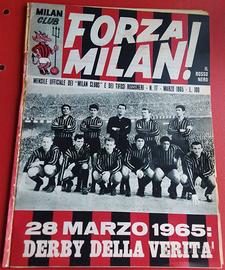 MILAN
CLUB
FORZA
MILAN!
IL
ROSSO
NERO
MENSILE UFFICIALE DEI "MILAN CLUBS" E DEI TIFOSI ROSSONERI - N. 17 - MARZO 1965 - L. 100
28 MARZO 1965:
DERBY DELLA VERITA'